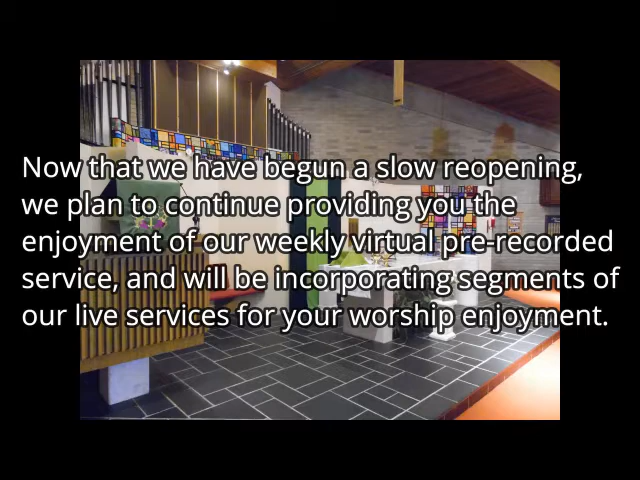 Now that we have begun a slow reopening,
we plan to continue providing you the
enjoyment of our weekly virtual pre-recorded
service, and will be incorporating segments of
our live services for your worship enjoyment.